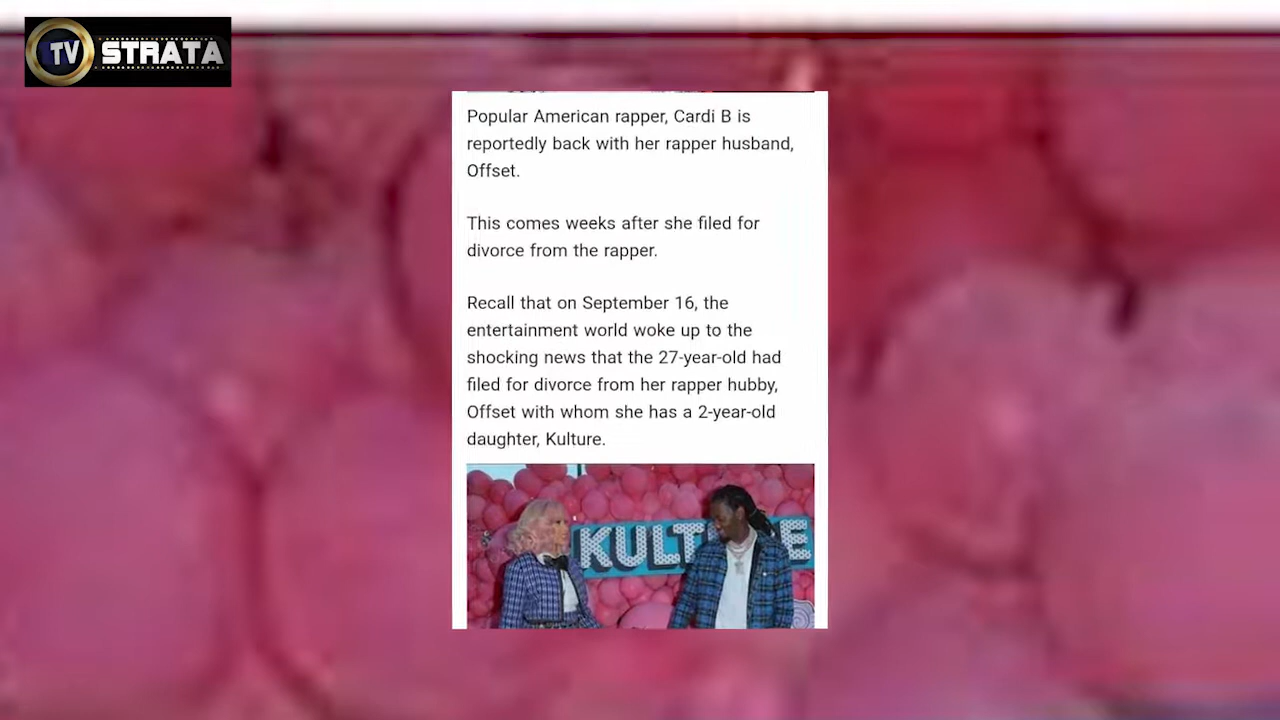 TV STRATA
Popular American rapper, Cardi B is
reportedly back with her rapper husband,
Offset.
This comes weeks after she filed for
divorce from the rapper.
Recall that on September 16, the
entertainment world woke up to the
shocking news that the 27-year-old had
filed for divorce from her rapper hubby,
Offset with whom she has a 2-year-old
daughter, Kulture.
KULT E